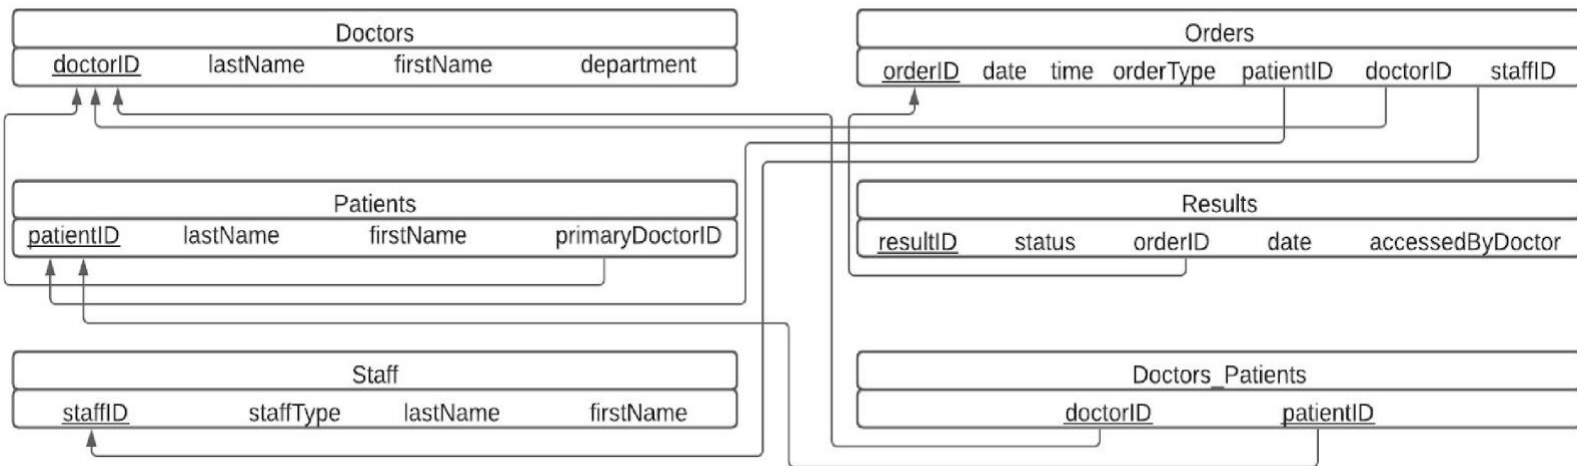 Doctors
doctorID lastName firstName department
Orders
orderID date time orderType patientID doctorID staffID
Patients
patientID lastName firstName primaryDoctorID
Results
resultID status orderID date accessedByDoctor
Staff
staffID staffType lastName firstName
Doctors_Patients
doctorID patientID